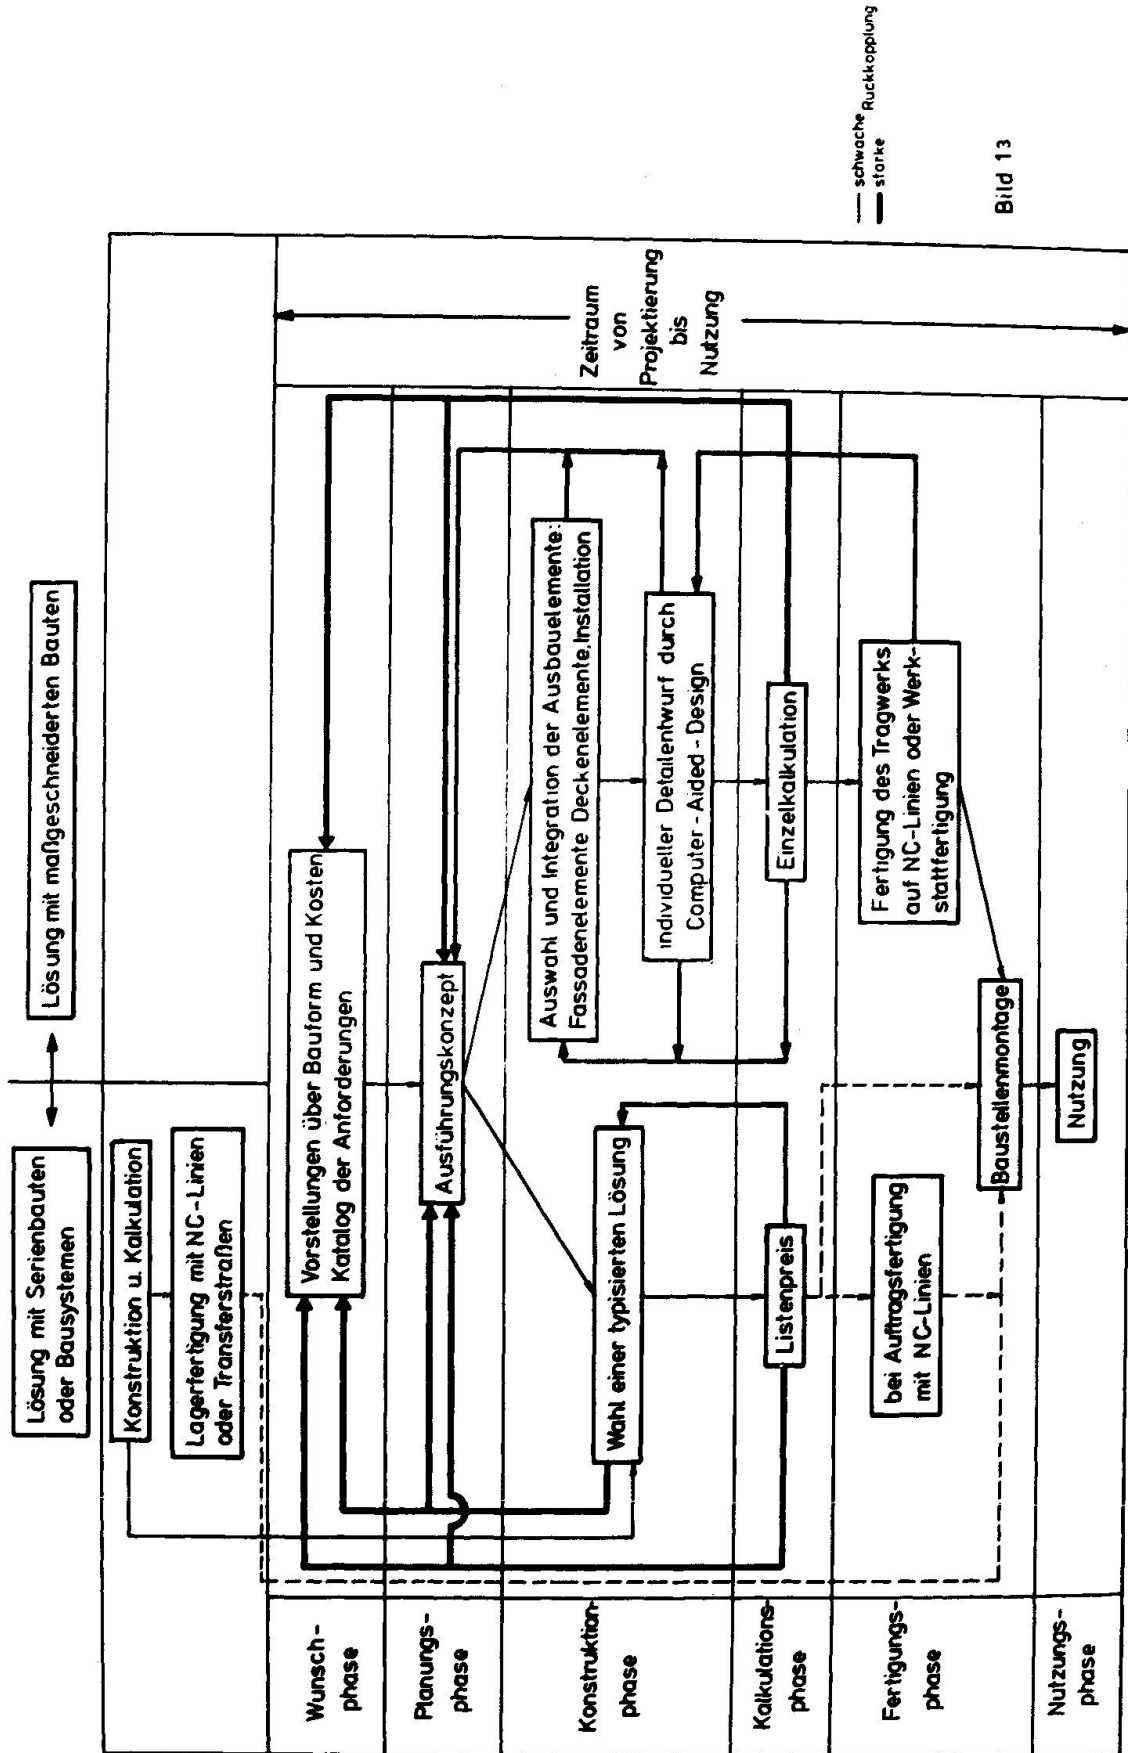 Lösung mit Serienbauten
oder Bausystemen
Lösung mit maßgeschneiderten Bauten
Konstruktion u. Kalkulation
Lagerfertigung mit NC-Linien
oder Transferstraßen
Wunsch-
phase
Vorstellungen über Bauform und Kosten
Katalog der Anforderungen
Planungs-
phase
Ausführungskonzept
Konstruktion-
phase
Wahl einer typisierten Lösung
Auswahl und Integration der Ausbauelemente:
Fassadenelemente Deckenelemente, Installation
individueller Detailentwurf durch
Computer-Aided-Design
Kalkulations-
phase
Listenpreis
Einzelkalkulation
Fertigungs-
phase
bei Auftragsfertigung
mit NC-Linien
Fertigung des Tragwerks
auf NC-Linien oder Werk-
stattfertigung
Baustellenmontage
Nutzungs-
phase
Nutzung
Zeitraum
von
Projektierung
bis
Nutzung
schwache
Ruckkopplung
starke
Bild 13